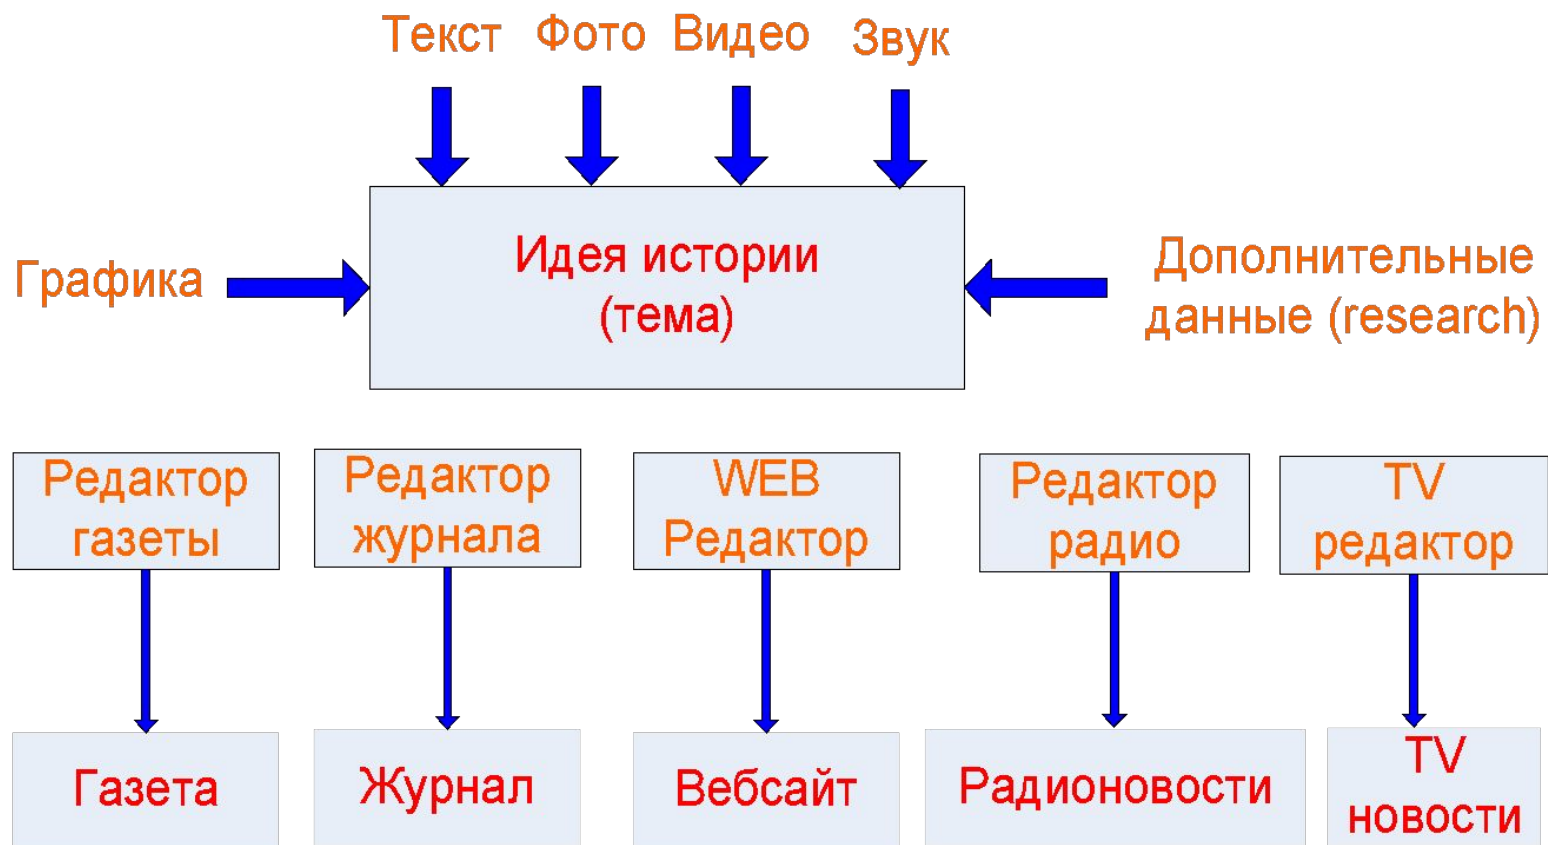 Текст
Фото
Видео
Звук
Графика
Идея истории
(тема)
Дополнительные
данные (research)
Редактор
газеты
Редактор
журнала
WEB
Редактор
Редактор
радио
TV
редактор
Газета
Журнал
Вебсайт
Радионовости
TV
новости